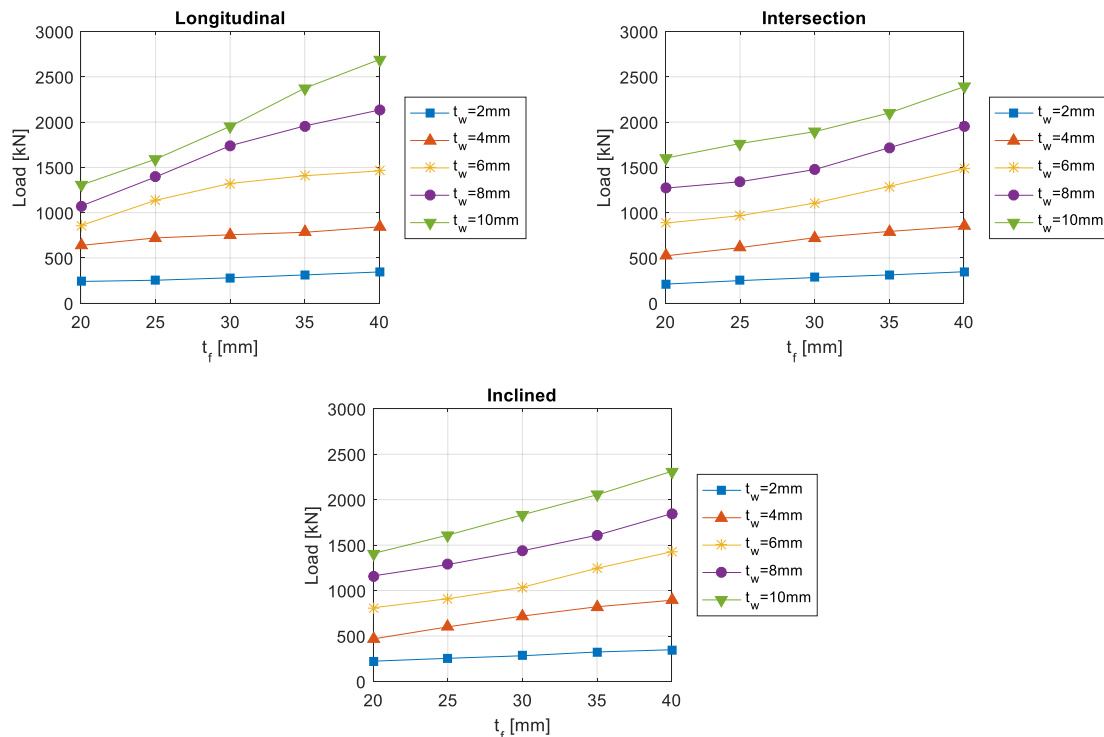 Longitudinal
3000
2500
2000
1500
1000
500
0
Load [kN]
20 25 30 35 40
t_f [mm]
t_w=2mm
t_w=4mm
t_w=6mm
t_w=8mm
t_w=10mm
Intersection
3000
2500
2000
1500
1000
500
0
Load [kN]
20 25 30 35 40
t_f [mm]
t_w=2mm
t_w=4mm
t_w=6mm
t_w=8mm
t_w=10mm
Inclined
3000
2500
2000
1500
1000
500
0
Load [kN]
20 25 30 35 40
t_f [mm]
t_w=2mm
t_w=4mm
t_w=6mm
t_w=8mm
t_w=10mm